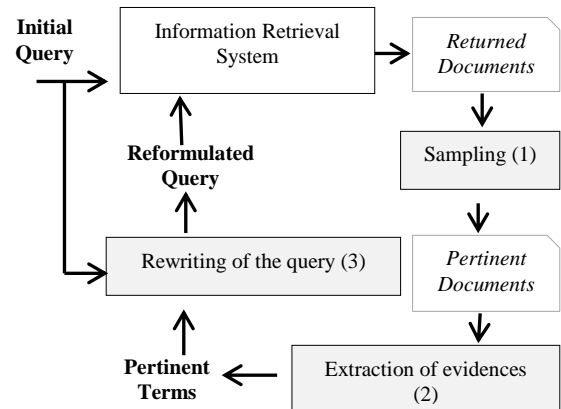 Initial
Query
Information Retrieval
System
Returned
Documents
Sampling (1)
Reformulated
Query
Rewriting of the query (3)
Pertinent
Documents
Pertinent
Terms
Extraction of evidences
(2)